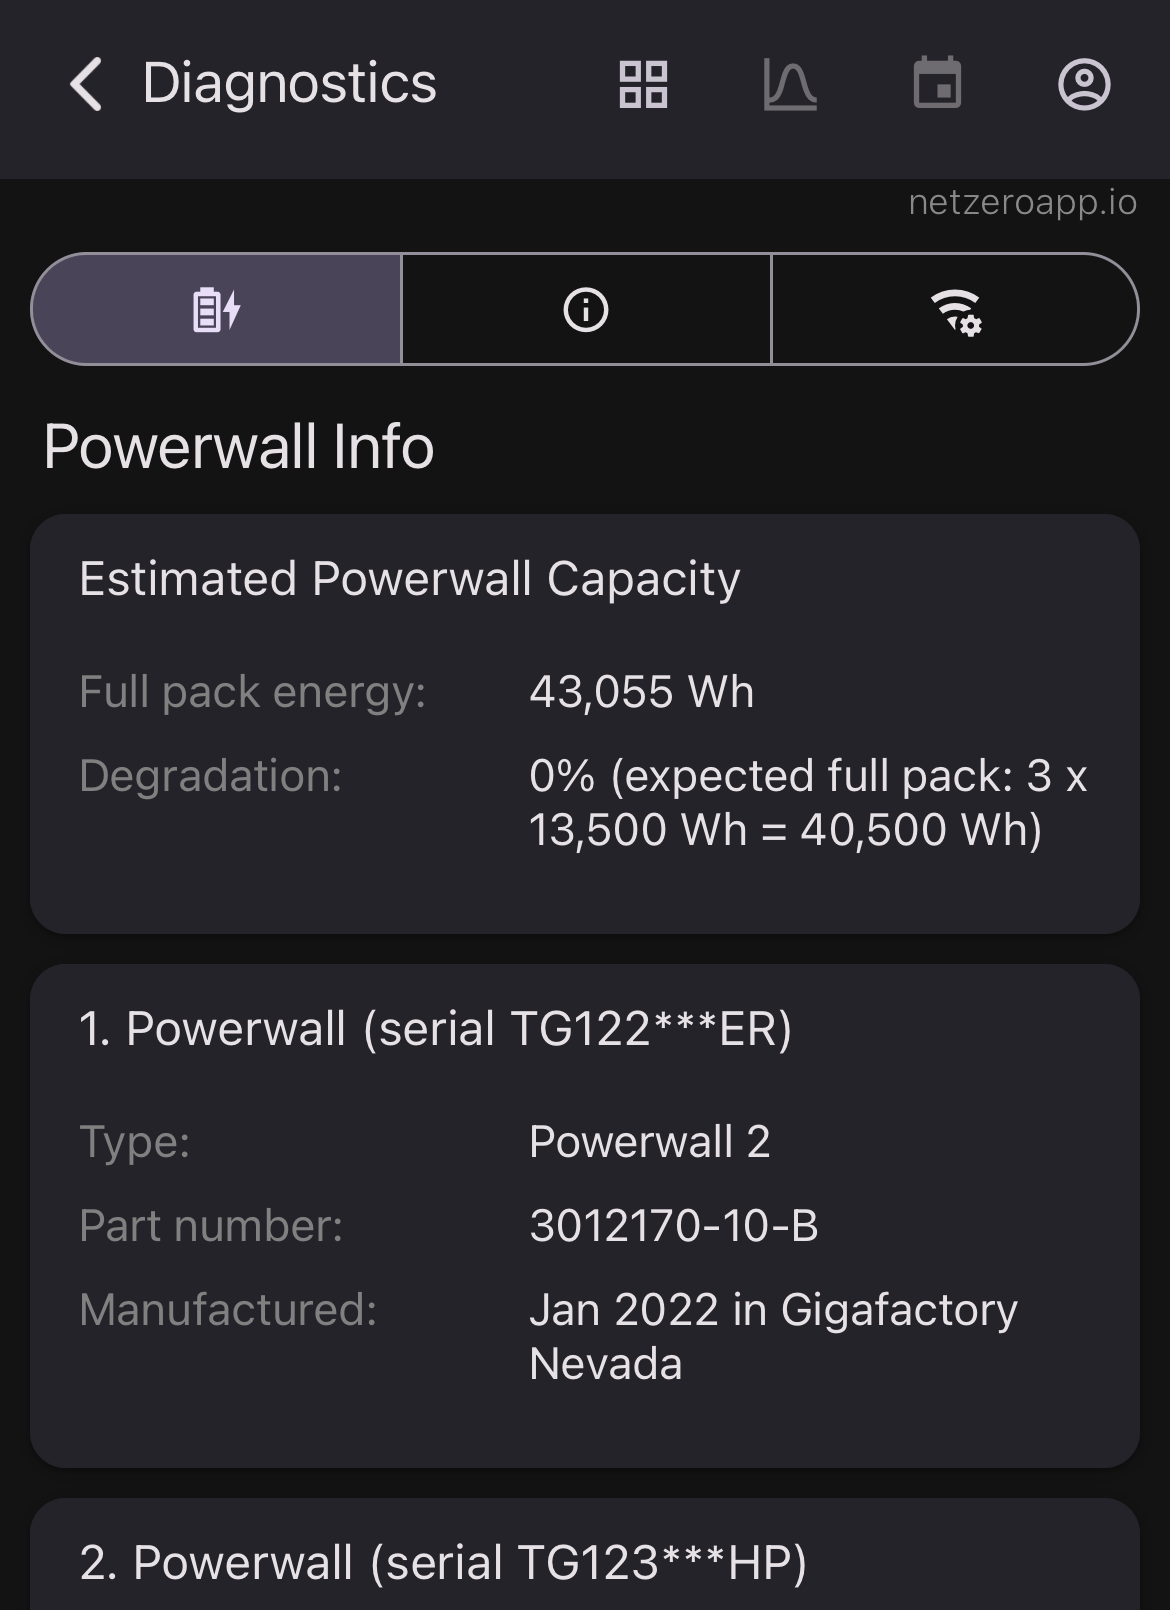 Diagnostics
netzeroapp.io
Powerwall Info
Estimated Powerwall Capacity
Full pack energy: 43,055 Wh
Degradation: 0% (expected full pack: 3 x
13,500 Wh = 40,500 Wh)
1. Powerwall (serial TG122***ER)
Type: Powerwall 2
Part number: 3012170-10-B
Manufactured: Jan 2022 in Gigafactory
Nevada
2. Powerwall (serial TG123***HP)